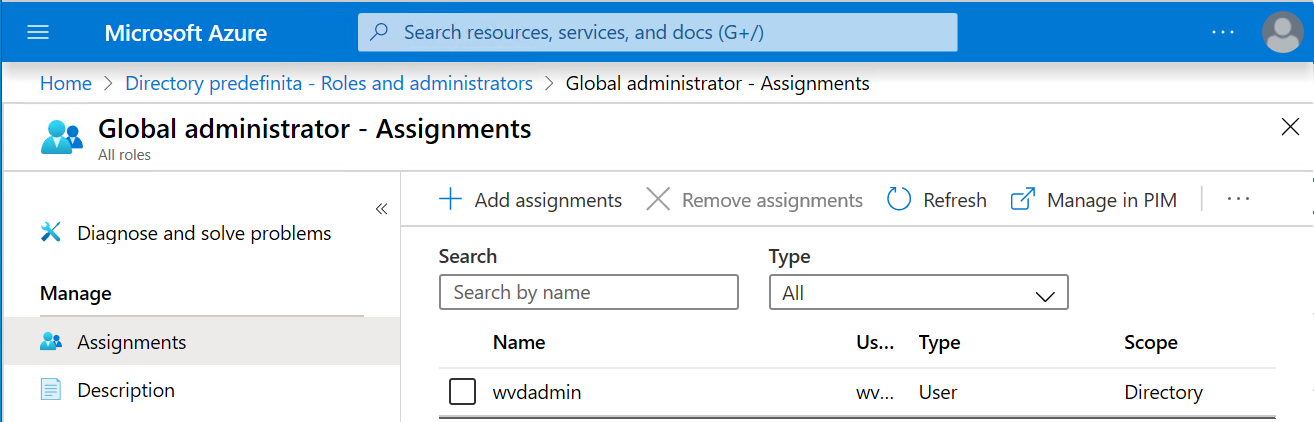 Microsoft Azure
Search resources, services, and docs (G+/)
...
Home > Directory predefinita - Roles and administrators > Global administrator - Assignments
Global administrator - Assignments
All roles
«
Diagnose and solve problems
Manage
Assignments
Description
+ Add assignments Remove assignments Refresh Manage in PIM ...
Search Type
Search by name All
Name Us... Type Scope
wvdadmin wv... User Directory